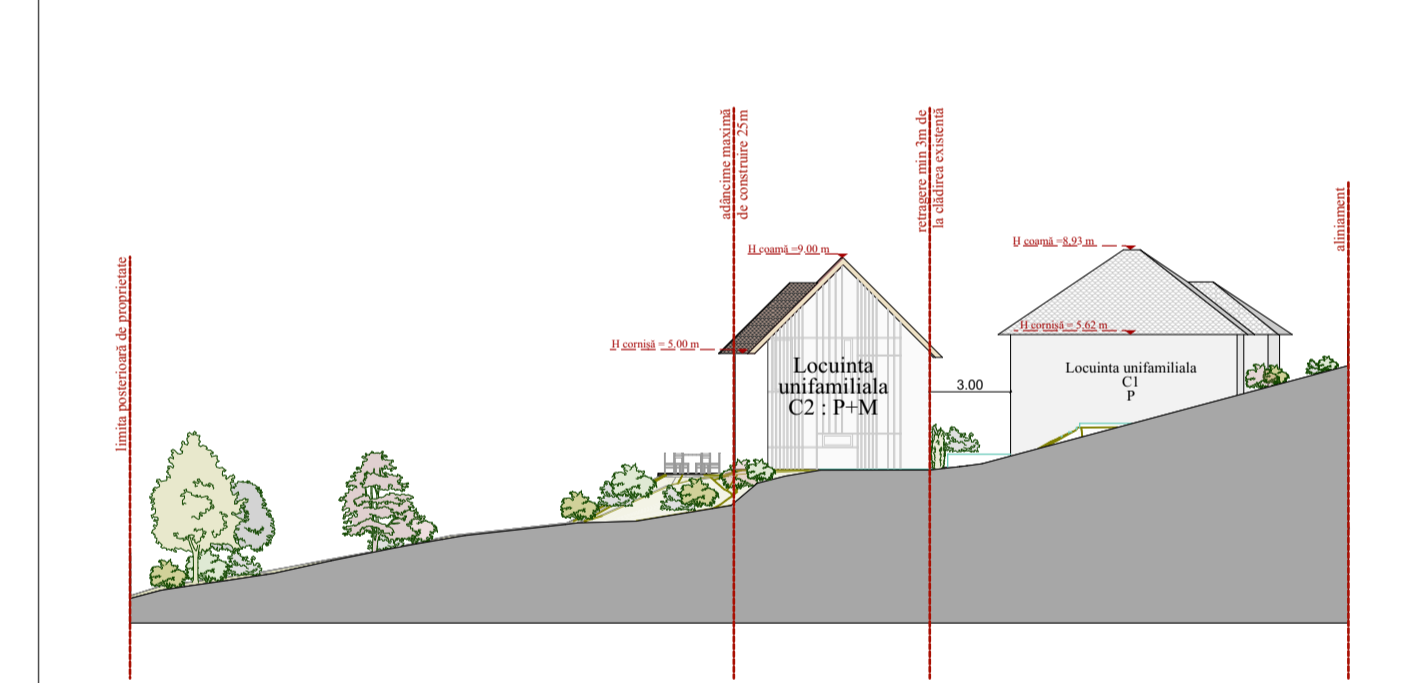 limita posterioară de proprietate
adâncime maximă
de construire 25m
retragere min 3m de
la clădirea existentă
aliniament
H coamă =9,00 m
H cornișă = 5,00 m
H coamă =8,93 m
H cornișă = 5,62 m
Locuinta
unifamiliala
C2 : P+M
3.00
Locuinta unifamiliala
C1
P